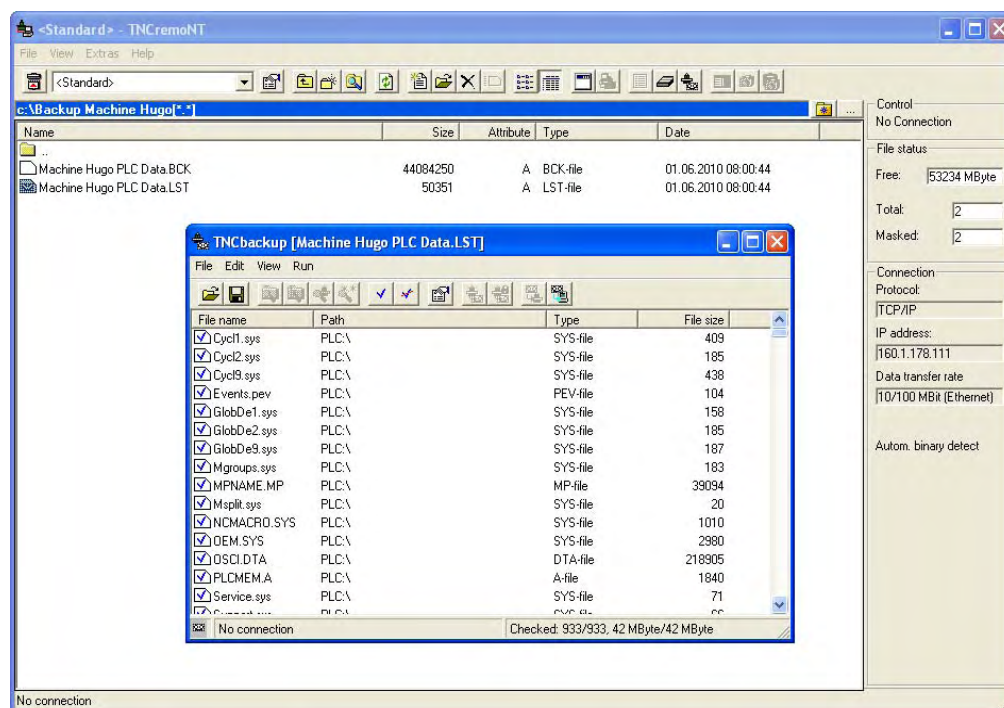 <Standard> - TNCremoNT
File View Extras Help
<Standard>
c:\Backup Machine Hugo[*.*]
...
Name Size Attribute Type Date
..
Machine Hugo PLC Data.BCK 44084250 A BCK-file 01.06.2010 08:00:44
Machine Hugo PLC Data.LST 50351 A LST-file 01.06.2010 08:00:44
Control
No Connection
File status
Free: 53234 MByte
Total: 2
Masked: 2
Connection
Protocol:
TCP/IP
IP address:
160.1.178.111
Data transfer rate
10/100 MBit (Ethernet)
Autom. binary detect
TNCbackup [Machine Hugo PLC Data.LST]
File Edit View Run
File name Path Type File size
Cycl1.sys PLC:\ SYS-file 409
Cycl2.sys PLC:\ SYS-file 185
Cycl9.sys PLC:\ SYS-file 438
Events.pev PLC:\ PEV-file 104
GlobDe1.sys PLC:\ SYS-file 158
GlobDe2.sys PLC:\ SYS-file 185
GlobDe9.sys PLC:\ SYS-file 187
Mgroups.sys PLC:\ SYS-file 183
MPNAME.MP PLC:\ MP-file 39094
Msplit.sys PLC:\ SYS-file 20
NCMACRO.SYS PLC:\ SYS-file 1010
OEM.SYS PLC:\ SYS-file 2980
OSCI.DTA PLC:\ DTA-file 218905
PLCMEM.A PLC:\ A-file 1840
Service.sys PLC:\ SYS-file 71
No connection Checked: 933/933, 42 MByte/42 MByte
No connection